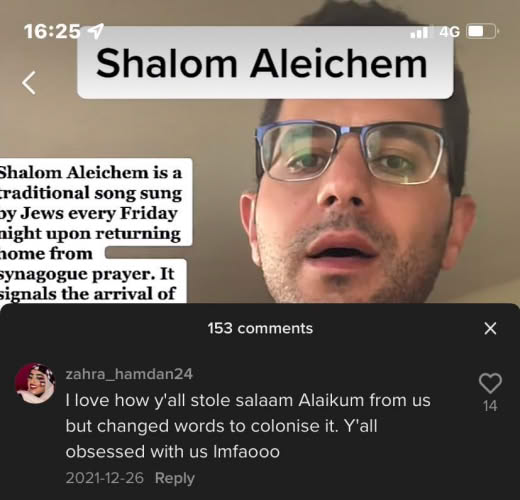 16:25
4G
Shalom Aleichem
Shalom Aleichem is a
traditional song sung
by Jews every Friday
night upon returning
home from
synagogue prayer. It
signals the arrival of
153 comments
zahra_hamdan24
I love how y'all stole salaam Alaikum from us
but changed words to colonise it. Y'all
obsessed with us lmfaooo
14
2021-12-26 Reply